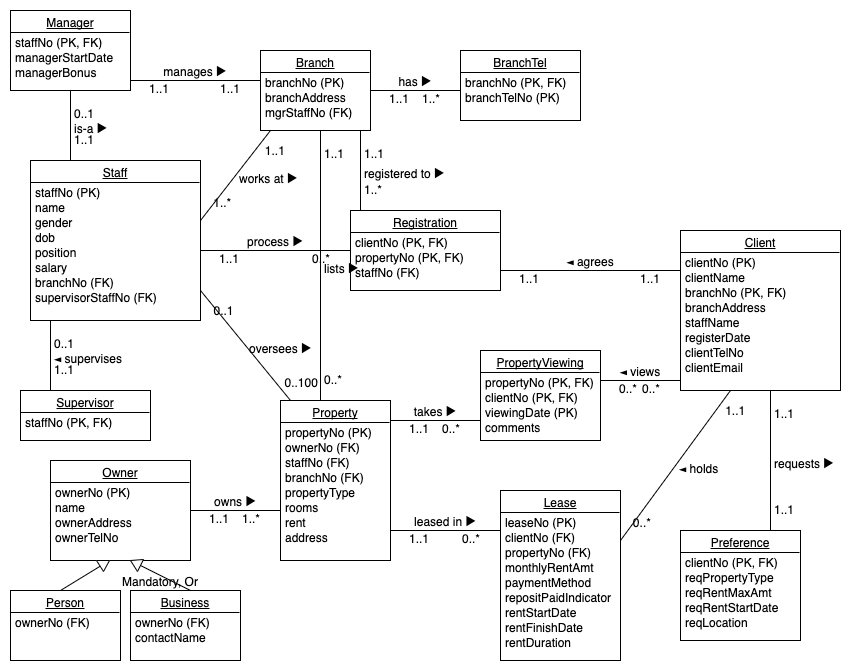 Manager
staffNo (PK, FK)
managerStartDate
managerBonus
manages ►
1..1
1..1
Branch
branchNo (PK)
branchAddress
mgrStaffNo (FK)
has ►
1..1
1..*
BranchTel
branchNo (PK, FK)
branchTelNo (PK)
0..1
is-a ►
1..1
1..1
works at ►
1..*
1..1
1..1
registered to ►
1..*
Staff
staffNo (PK)
name
gender
dob
position
salary
branchNo (FK)
supervisorStaffNo (FK)
process ►
1..1
0..*
lists ►
Registration
clientNo (PK, FK)
propertyNo (PK, FK)
staffNo (FK)
◄ agrees
1..1
1..1
Client
clientNo (PK)
clientName
branchNo (PK, FK)
branchAddress
staffName
registerDate
clientTelNo
clientEmail
0..1
◄ supervises
1..1
0..1
oversees ►
0..100
0..*
Supervisor
staffNo (PK, FK)
Property
propertyNo (PK)
ownerNo (FK)
staffNo (FK)
branchNo (FK)
propertyType
rooms
rent
address
takes ►
1..1
0..*
PropertyViewing
propertyNo (PK, FK)
clientNo (PK, FK)
viewingDate (PK)
comments
◄ views
0..*
0..*
1..1
◄ holds
0..*
1..1
requests ►
1..1
Owner
ownerNo (PK)
name
ownerAddress
ownerTelNo
owns ►
1..1
1..*
leased in ►
1..1
0..*
Lease
leaseNo (PK)
clientNo (FK)
propertyNo (FK)
monthlyRentAmt
paymentMethod
repositPaidIndicator
rentStartDate
rentFinishDate
rentDuration
Preference
clientNo (PK, FK)
reqPropertyType
reqRentMaxAmt
reqRentStartDate
reqLocation
Mandatory, Or
Person
ownerNo (FK)
Business
ownerNo (FK)
contactName